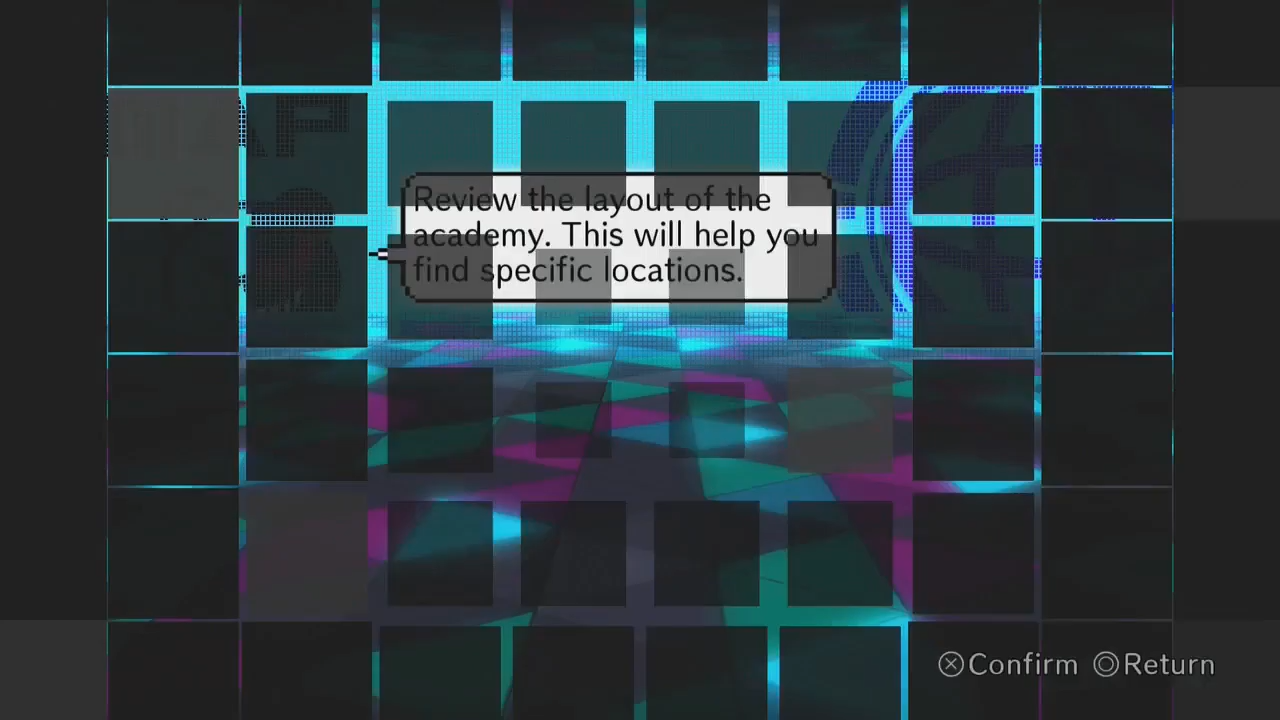 Review the layout of the
academy. This will help you
find specific locations.
Confirm Return